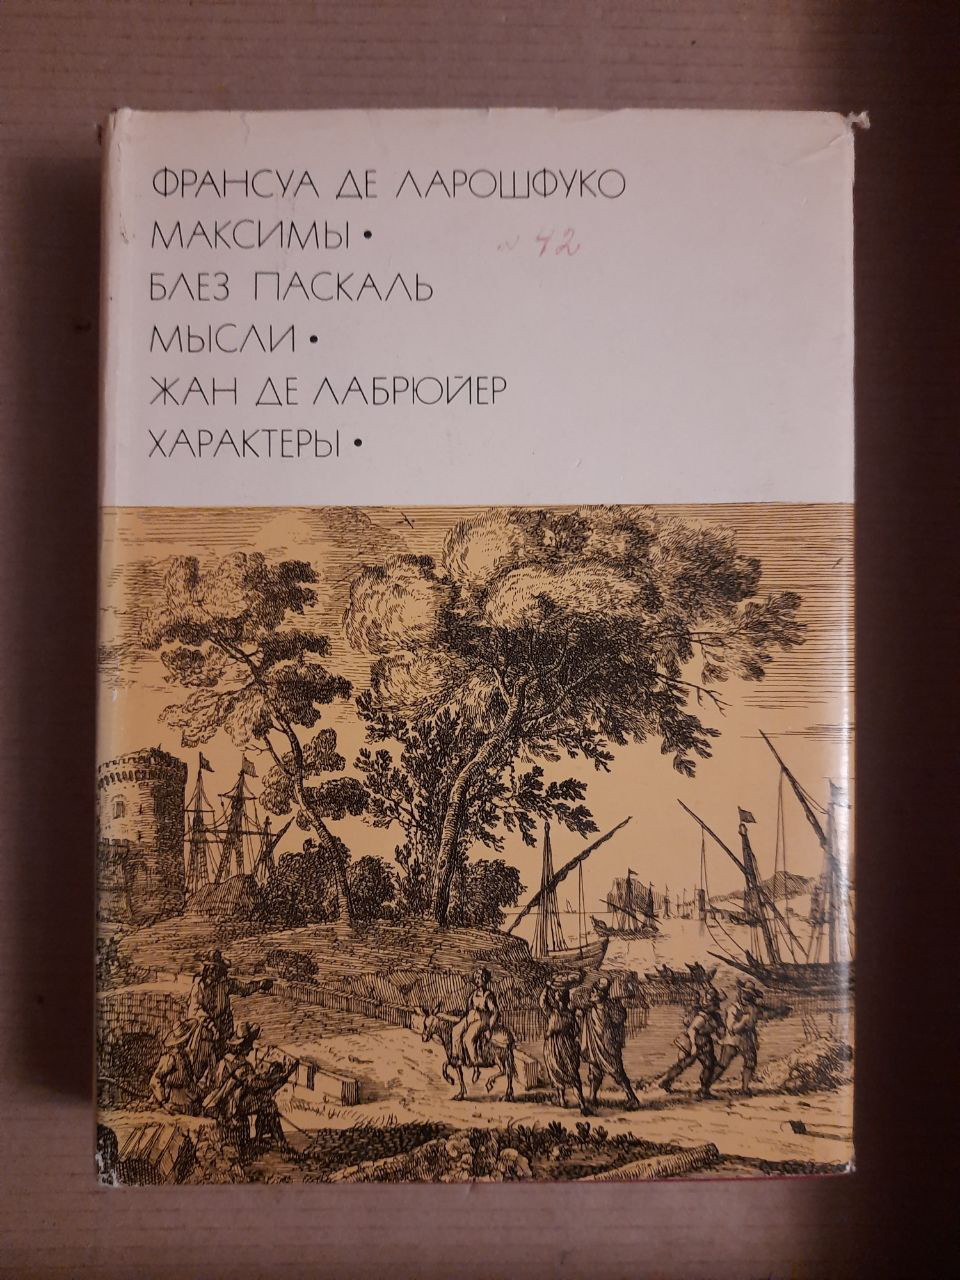 ФРАНСУА ДЕ ЛАРОШФУКО
МАКСИМЫ •
№ 42
БЛЕЗ ПАСКАЛЬ
МЫСЛИ •
ЖАН ДЕ ЛАБРЮЙЕР
ХАРАКТЕРЫ •